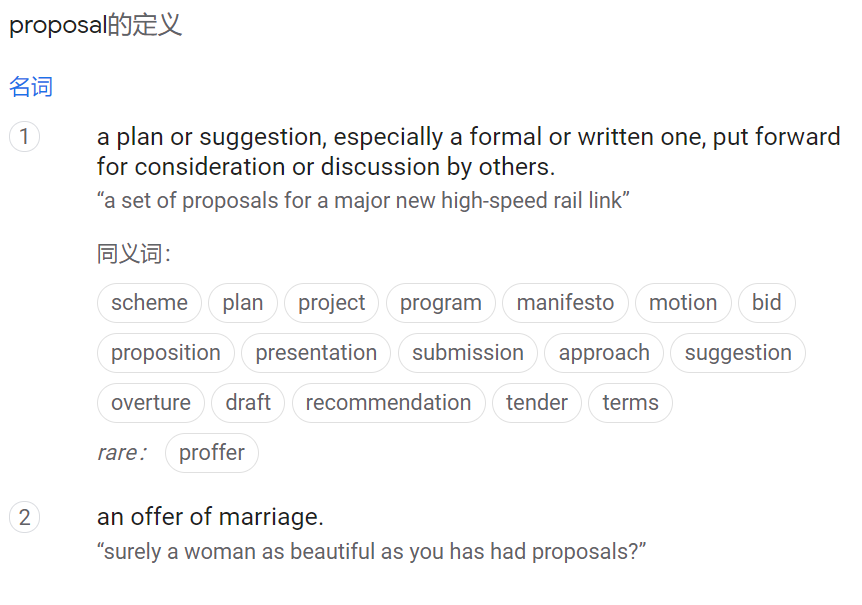 proposal的定义
名词
1 a plan or suggestion, especially a formal or written one, put forward
for consideration or discussion by others.
“a set of proposals for a major new high-speed rail link”
同义词：
scheme plan project program manifesto motion bid
proposition presentation submission approach suggestion
overture draft recommendation tender terms
rare： proffer
2 an offer of marriage.
“surely a woman as beautiful as you has had proposals?”